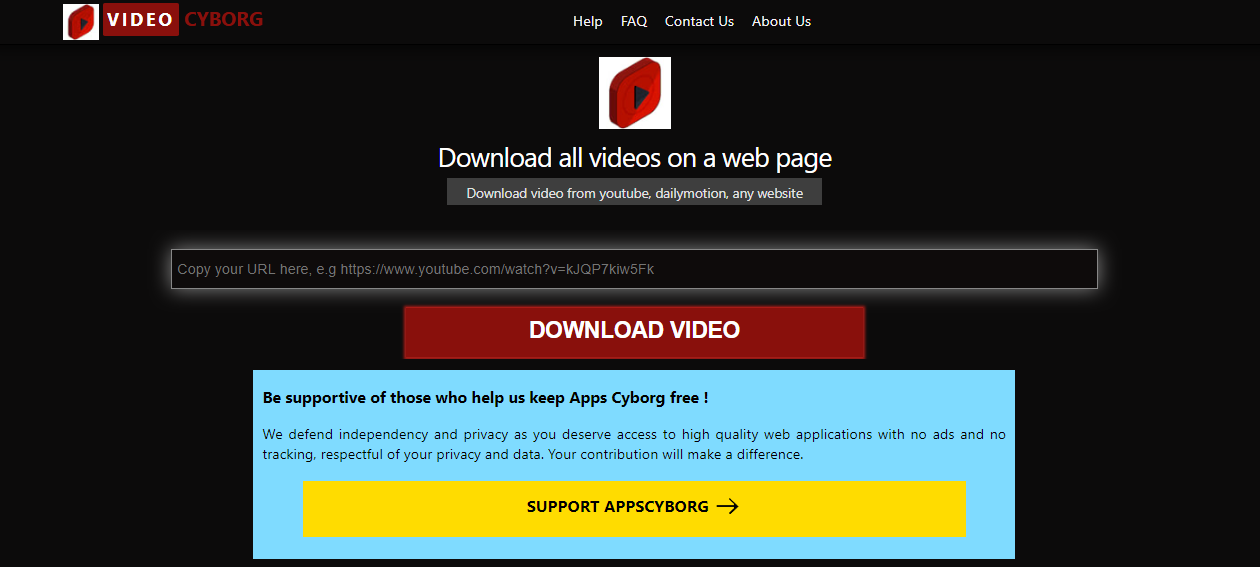 VIDEO CYBORG
Help FAQ Contact Us About Us
Download all videos on a web page
Download video from youtube, dailymotion, any website
Copy your URL here, e.g https://www.youtube.com/watch?v=kJQP7kiw5Fk
DOWNLOAD VIDEO
Be supportive of those who help us keep Apps Cyborg free !
We defend independency and privacy as you deserve access to high quality web applications with no ads and no
tracking, respectful of your privacy and data. Your contribution will make a difference.
SUPPORT APPSCYBORG →